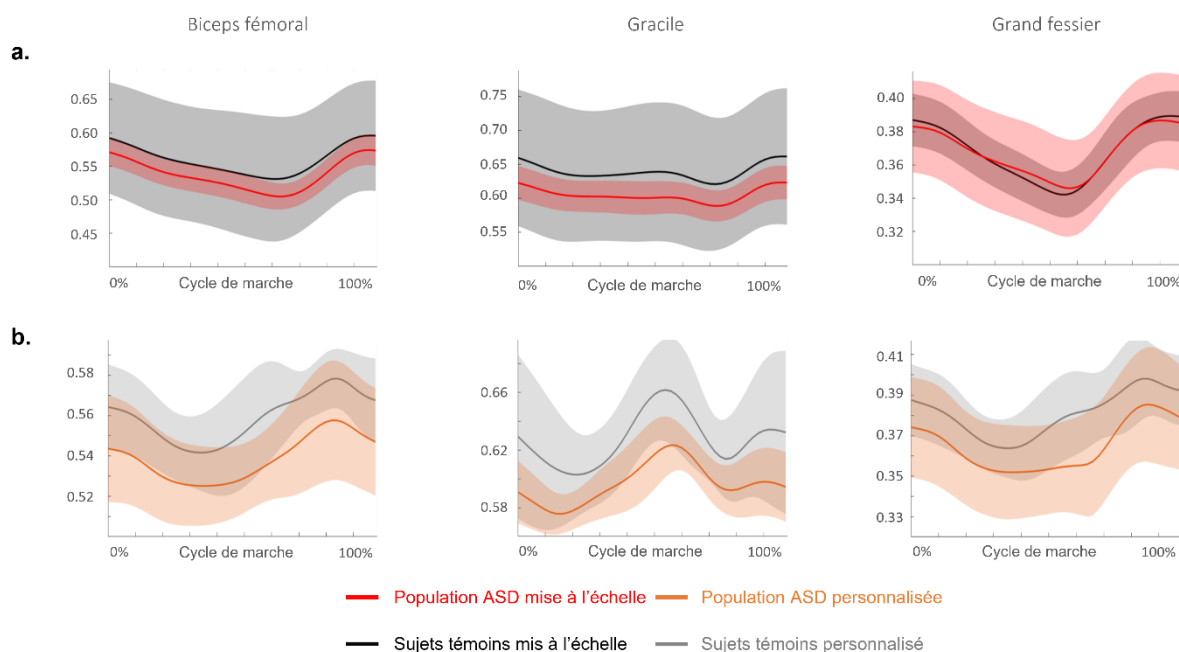 Biceps fémoral Gracile Grand fessier
a.
0.65
0.60
0.55
0.50
0.45
0% Cycle de marche 100%
0.75
0.70
0.65
0.60
0.55
0% Cycle de marche 100%
0.40
0.38
0.36
0.34
0.32
0% Cycle de marche 100%
b.
0.58
0.56
0.54
0.52
0% Cycle de marche 100%
0.66
0.62
0.58
0% Cycle de marche 100%
0.41
0.39
0.37
0.35
0.33
0% Cycle de marche 100%
Population ASD mise à l'échelle Population ASD personnalisée
Sujets témoins mis à l'échelle Sujets témoins personnalisé